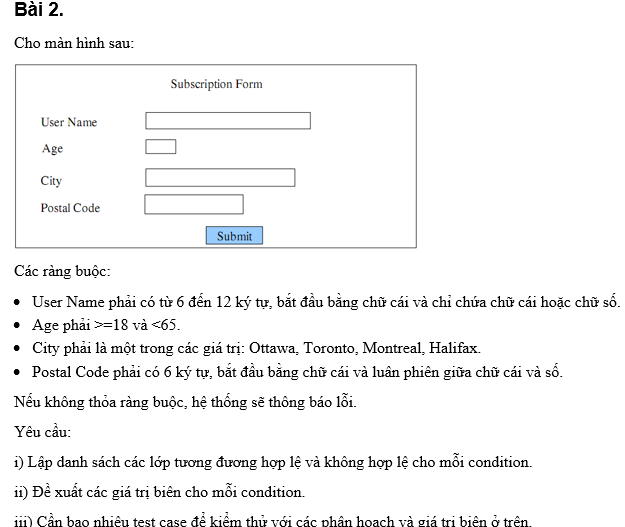 Bài 2.
Cho màn hình sau:
Subscription Form
User Name
Age
City
Postal Code
Submit
Các ràng buộc:
• User Name phải có từ 6 đến 12 ký tự, bắt đầu bằng chữ cái và chỉ chứa chữ cái hoặc chữ số.
• Age phải >=18 và <65.
• City phải là một trong các giá trị: Ottawa, Toronto, Montreal, Halifax.
• Postal Code phải có 6 ký tự, bắt đầu bằng chữ cái và luân phiên giữa chữ cái và số.
Nếu không thỏa ràng buộc, hệ thống sẽ thông báo lỗi.
Yêu cầu:
i) Lập danh sách các lớp tương đương hợp lệ và không hợp lệ cho mỗi condition.
ii) Đề xuất các giá trị biên cho mỗi condition.
iii) Cần bao nhiêu test case để kiểm thử với các phân hoạch và giá trị biên ở trên.